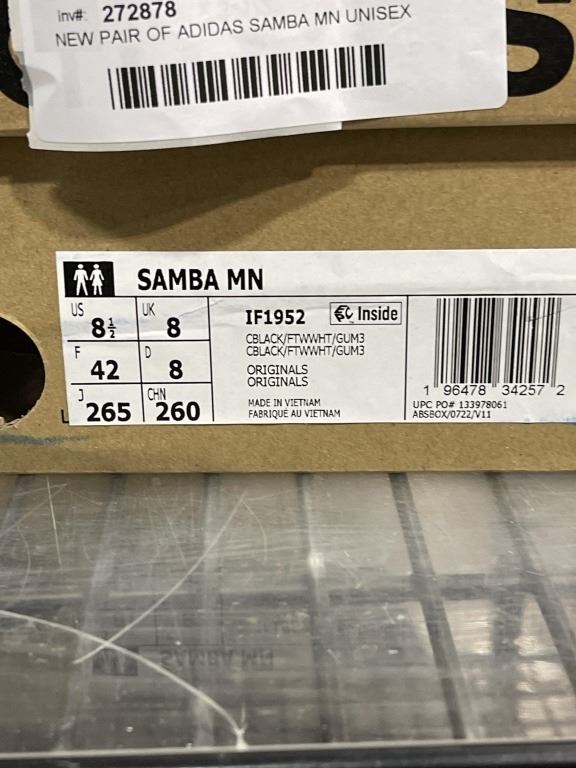 Inv#: 272878
NEW PAIR OF ADIDAS SAMBA MN UNISEX
SAMBA MN
US 8½ UK 8
F 42 D 8
J 265 CHN 260
IF1952
Inside
CBLACK/FTWWHT/GUM3
CBLACK/FTWWHT/GUM3
ORIGINALS
ORIGINALS
MADE IN VIETNAM
FABRIQUÉ AU VIETNAM
1 96478 34257 2
UPC PO# 133978061
ABSBOX/0722/V11